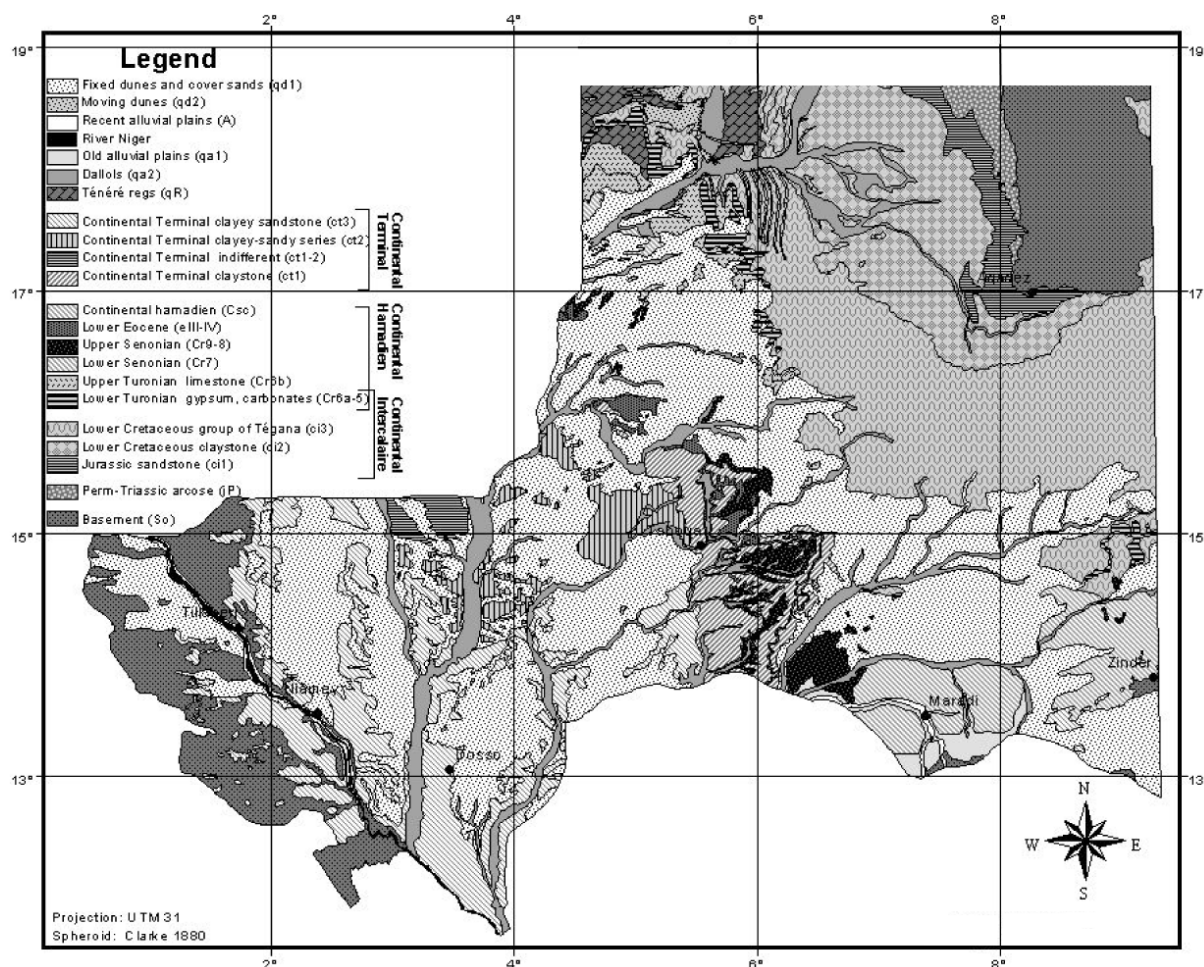 2° 4° 6° 8°
19° 19
Legend
Fixed dunes and cover sands (qd1)
Moving dunes (qd2)
Recent alluvial plains (A)
River Niger
Old alluvial plains (qa1)
Dallols (qa2)
Ténéré regs (qR)
Continental Terminal clayey sandstone (ct3)
Continental Terminal clayey-sandy series (ct2)
Continental Terminal indifferent (ct1-2)
Continental Terminal claystone (ct1)
Continental
Terminal
Continental hamadien (Csc)
Lower Eocene (eIII-IV)
Upper Senonian (Cr9-8)
Lower Senonian (Cr7)
Upper Turonian limestone (Cr6b)
Lower Turonian gypsum, carbonates (Cr6a-5)
Continental
Hamadien
Lower Cretaceous group of Tégana (ci3)
Lower Cretaceous claystone (ci2)
Jurassic sandstone (ci1)
Continental
Intercalaire
Perm-Triassic arcose (jP)
Basement (So)
17° 17
15° 15
Zinder
Niamey
Maradi
Dosso
13° 13
N
W E
S
Projection: UTM 31
Spheroid: Clarke 1880
2° 4° 6° 8°